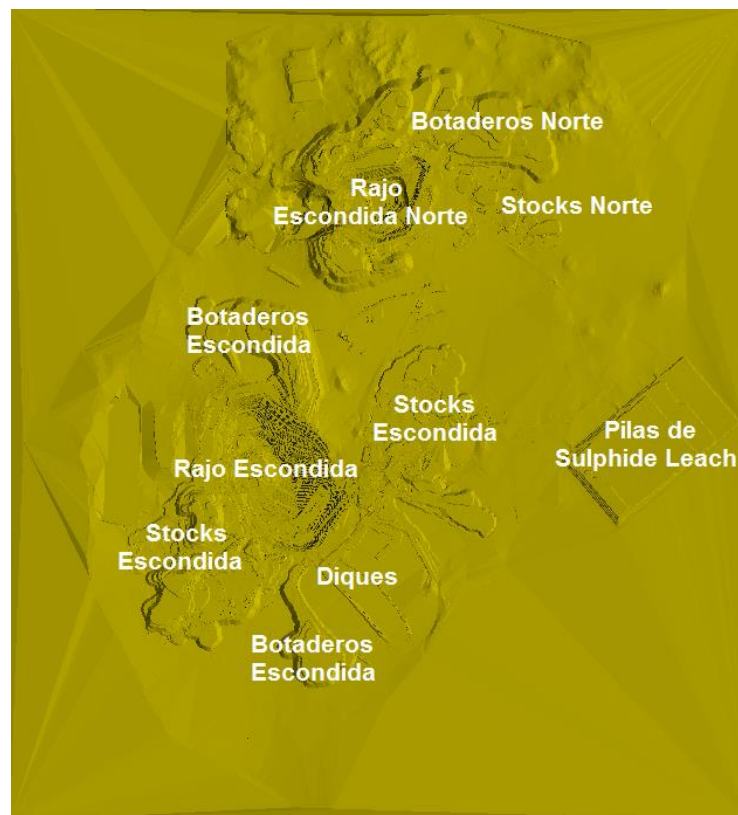 Botaderos Norte
Rajo
Escondida Norte
Stocks Norte
Botaderos
Escondida
Stocks
Escondida
Pilas de
Sulphide Leach
Rajo Escondida
Stocks
Escondida
Diques
Botaderos
Escondida